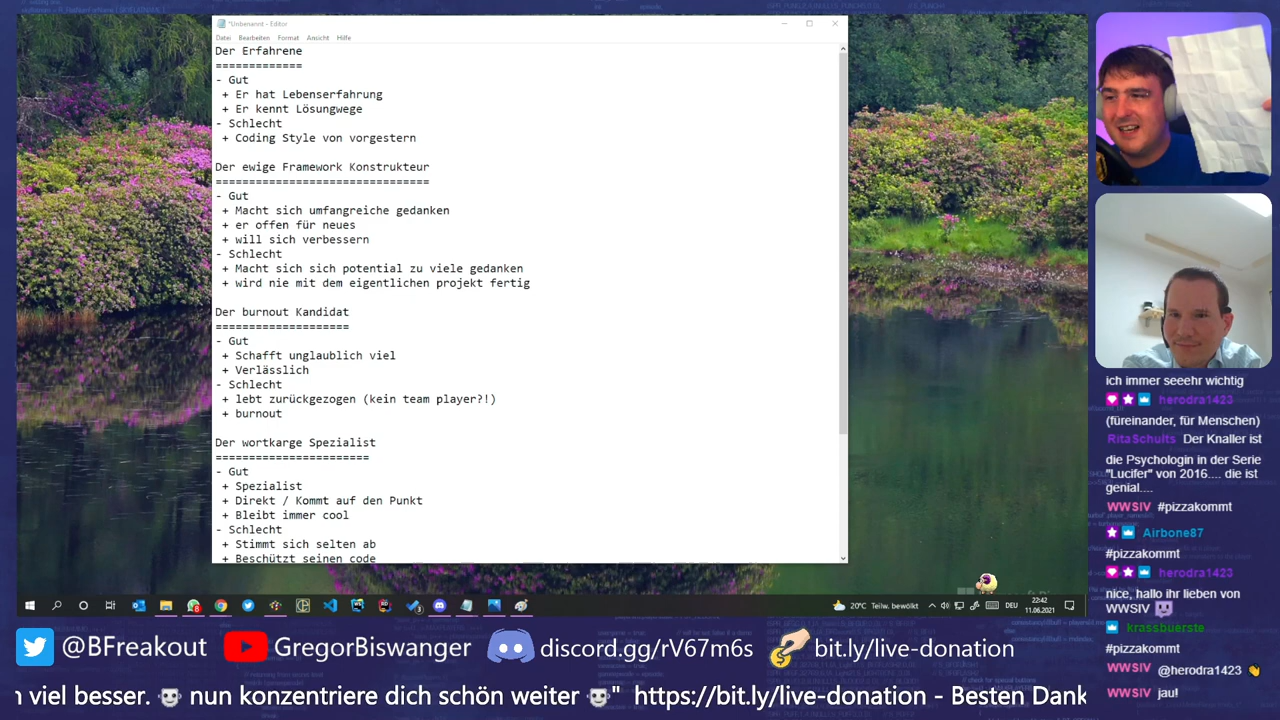 *Unbenannt – Editor
Datei Bearbeiten Format Ansicht Hilfe
Der Erfahrene
=============
- Gut
+ Er hat Lebenserfahrung
+ Er kennt Lösungwege
- Schlecht
+ Coding Style von vorgestern
Der ewige Framework Konstrukteur
================================
- Gut
+ Macht sich umfangreiche gedanken
+ er offen für neues
+ will sich verbessern
- Schlecht
+ Macht sich sich potential zu viele gedanken
+ wird nie mit dem eigentlichen projekt fertig
Der burnout Kandidat
====================
- Gut
+ Schafft unglaublich viel
+ Verlässlich
- Schlecht
+ lebt zurückgezogen (kein team player?!)
+ burnout
Der wortkarge Spezialist
=======================
- Gut
+ Spezialist
+ Direkt / Kommt auf den Punkt
+ Bleibt immer cool
- Schlecht
+ Stimmt sich selten ab
+ Beschützt seinen code
ich immer seeehr wichtig
herodra1423
(füreinander, für Menschen)
RitaSchults Der Knaller ist
die Psychologin in der Serie
"Lucifer" von 2016.... die ist
genial....
WWSIV #pizzakommt
Airbone87
#pizzakommt
herodra1423
nice, hallo ihr lieben von
WWSIV
krassbuerste
#pizzakommt
WWSIV @herodra1423 👋
WWSIV jau!
20°C Teilw. bewölkt
DEU
22:42
11.06.2021
@BFreakout GregorBiswanger discord.gg/rV67m6s bit.ly/live-donation
viel besser. nun konzentriere dich schön weiter " https://bit.ly/live-donation - Besten Dank